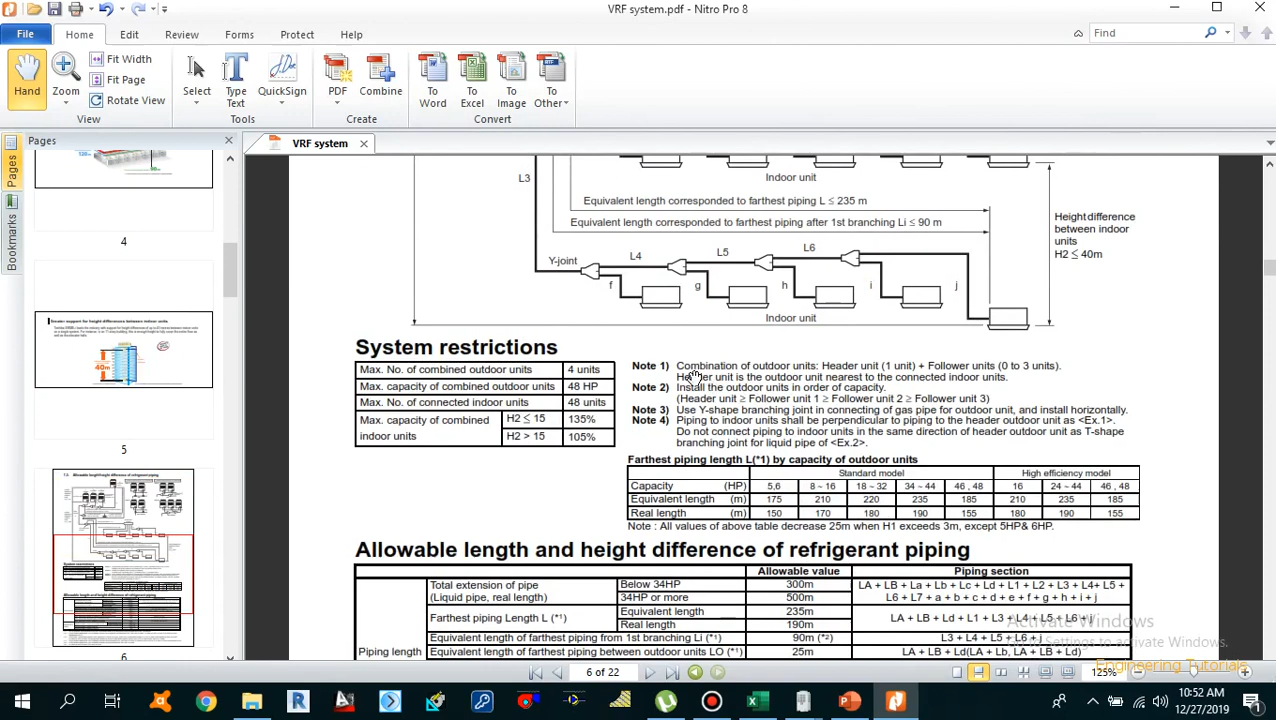 VRF system.pdf - Nitro Pro 8
File Home Edit Review Forms Protect Help
Find
Hand
Zoom
Fit Width
Fit Page
Rotate View
View
Select
Type Text
QuickSign
Tools
PDF
Combine
Create
To Word
To Excel
To Image
To Other
Convert
Pages
VRF system
Pages
Bookmarks
4
40m
5
6
Indoor unit
L3
Equivalent length corresponded to farthest piping L ≤ 235 m
Equivalent length corresponded to farthest piping after 1st branching Li ≤ 90 m
Height difference
between indoor
units
H2 ≤ 40m
Y-joint L4 L5 L6
f g h i j
Indoor unit
System restrictions
Max. No. of combined outdoor units 4 units
Max. capacity of combined outdoor units 48 HP
Max. No. of connected indoor units 48 units
Max. capacity of combined indoor units H2 ≤ 15 135%
H2 > 15 105%
Note 1) Combination of outdoor units: Header unit (1 unit) + Follower units (0 to 3 units).
Header unit is the outdoor unit nearest to the connected indoor units.
Note 2) Install the outdoor units in order of capacity.
(Header unit ≥ Follower unit 1 ≥ Follower unit 2 ≥ Follower unit 3)
Note 3) Use Y-shape branching joint in connecting of gas pipe for outdoor unit, and install horizontally.
Note 4) Piping to indoor units shall be perpendicular to piping to the header outdoor unit as <Ex.1>.
Do not connect piping to indoor units in the same direction of header outdoor unit as T-shape
branching joint for liquid pipe of <Ex.2>.
Farthest piping length L(*1) by capacity of outdoor units
Standard model High efficiency model
Capacity (HP) 5,6 8 ~ 16 18 ~ 32 34 ~ 44 46 , 48 16 24 ~ 44 46 , 48
Equivalent length (m) 175 210 220 235 185 210 235 185
Real length (m) 150 170 180 190 155 180 190 155
Note : All values of above table decrease 25m when H1 exceeds 3m, except 5HP& 6HP.
Allowable length and height difference of refrigerant piping
Allowable value Piping section
Total extension of pipe (Liquid pipe, real length) Below 34HP 300m LA + LB + La + Lb + Lc + Ld + L1 + L2 + L3 + L4+ L5 +
34HP or more 500m L6 + L7 + a + b + c + d + e + f + g + h + i + j
Farthest piping Length L (*1) Equivalent length 235m LA + LB + Ld + L1 + L3 + L4 + L5 + L6 + j
Real length 190m
Equivalent length of farthest piping from 1st branching Li (*1) 90m (*2) L3 + L4 + L5 + L6 + j
Piping length Equivalent length of farthest piping between outdoor units LO (*1) 25m LA + LB + Ld(LA + Lb, LA + LB + Ld)
Activate Windows
Go to Settings to activate Windows.
Engineering Tutorials
6 of 22
125%
10:52 AM
12/27/2019